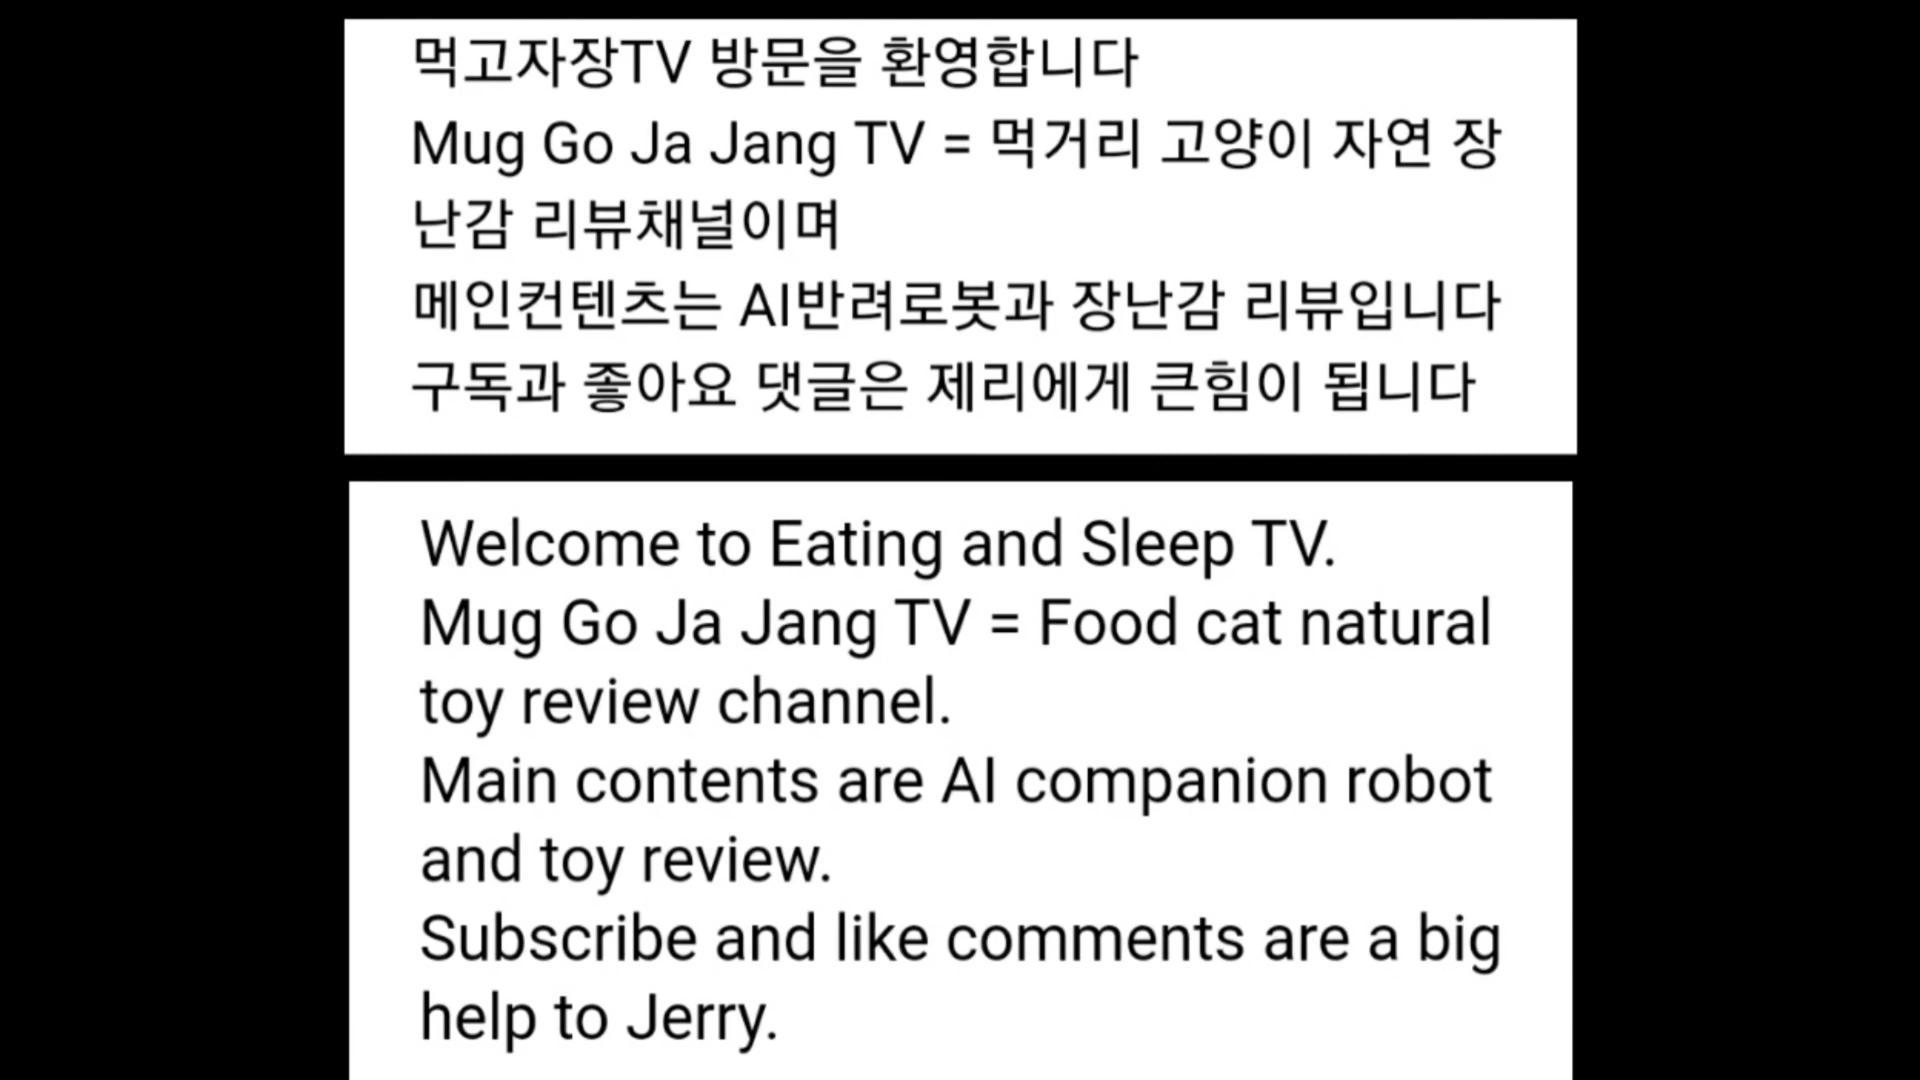 먹고자장TV 방문을 환영합니다
Mug Go Ja Jang TV = 먹거리 고양이 자연 장
난감 리뷰채널이며
메인컨텐츠는 AI반려로봇과 장난감 리뷰입니다
구독과 좋아요 댓글은 제리에게 큰힘이 됩니다
Welcome to Eating and Sleep TV.
Mug Go Ja Jang TV = Food cat natural
toy review channel.
Main contents are AI companion robot
and toy review.
Subscribe and like comments are a big
help to Jerry.